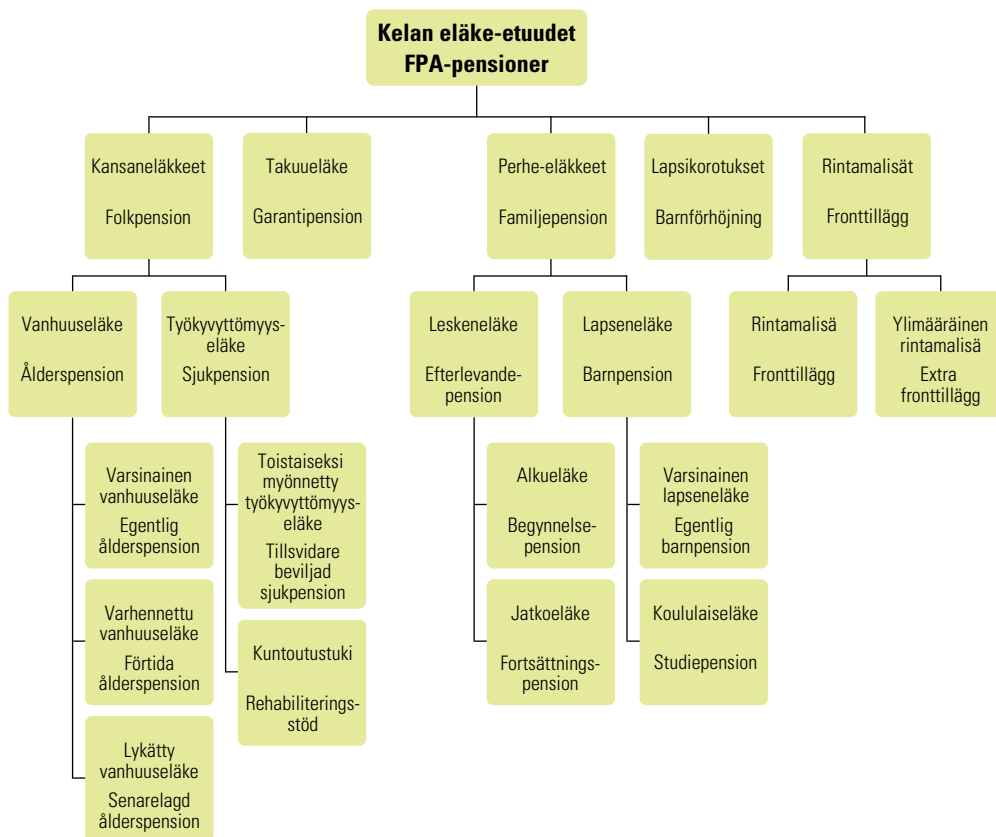 Kelan eläke-etuudet
FPA-pensioner
Kansaneläkkeet
Folkpension
Takuueläke
Garantipension
Perhe-eläkkeet
Familjepension
Lapsikorotukset
Barnförhöjning
Rintamalisät
Fronttillägg
Vanhuuseläke
Ålderspension
Työkyvyttömyys-
eläke
Sjukpension
Leskeneläke
Efterlevande-
pension
Lapseneläke
Barnpension
Rintamalisä
Fronttillägg
Ylimääräinen
rintamalisä
Extra
fronttillägg
Varsinainen
vanhuuseläke
Egentlig
ålderspension
Toistaiseksi
myönnetty
työkyvyttömyys-
eläke
Tillsvidare
beviljad
sjukpension
Alkueläke
Begynnelse-
pension
Varsinainen
lapseneläke
Egentlig
barnpension
Varhennettu
vanhuuseläke
Förtida
ålderspension
Kuntoutustuki
Rehabiliterings-
stöd
Jatkoeläke
Fortsättnings-
pension
Koululaiseläke
Studiepension
Lykätty
vanhuuseläke
Senarelagd
ålderspension